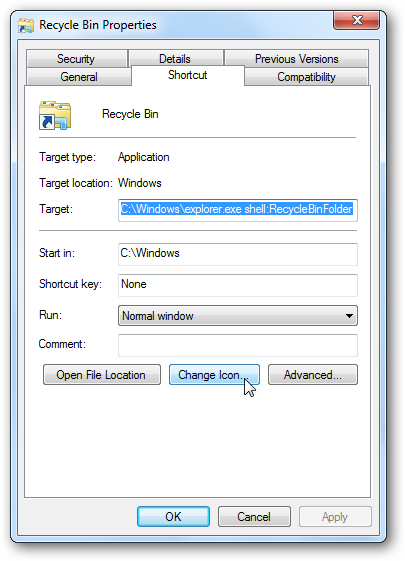 Recycle Bin Properties
Security Details Previous Versions
General Shortcut Compatibility
Recycle Bin
Target type: Application
Target location: Windows
Target: C:\Windows\explorer.exe shell:RecycleBinFolder
Start in: C:\Windows
Shortcut key: None
Run: Normal window
Comment:
Open File Location Change Icon... Advanced...
OK Cancel Apply